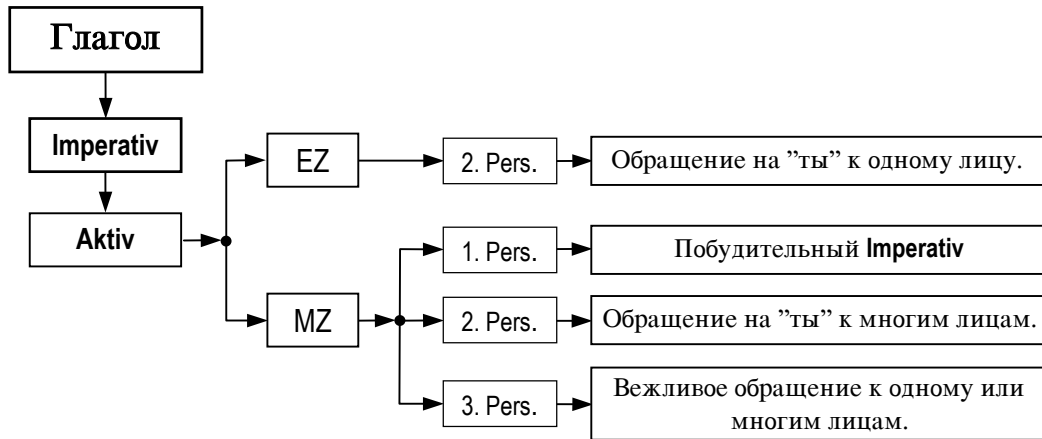 Глагол
Imperativ
Aktiv
EZ
2. Pers.
Обращение на ”ты” к одному лицу.
MZ
1. Pers.
Побудительный Imperativ
2. Pers.
Обращение на ”ты” к многим лицам.
3. Pers.
Вежливое обращение к одному или
многим лицам.